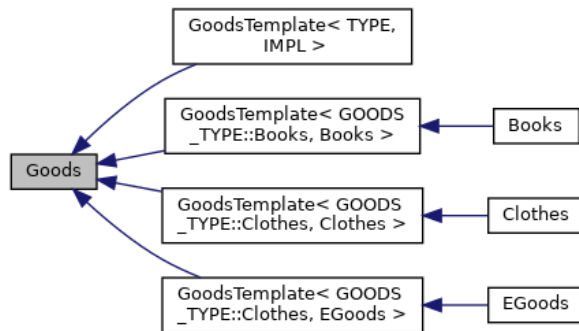 GoodsTemplate< TYPE,
IMPL >
GoodsTemplate< GOODS
_TYPE::Books, Books >
Books
Goods
GoodsTemplate< GOODS
_TYPE::Clothes, Clothes >
Clothes
GoodsTemplate< GOODS
_TYPE::Clothes, EGoods >
EGoods